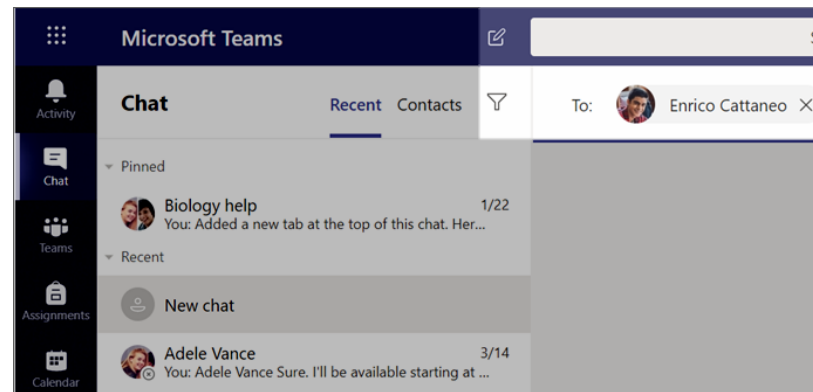 Microsoft Teams
Activity
Chat
Recent Contacts
To: Enrico Cattaneo
Chat
Pinned
Biology help 1/22
You: Added a new tab at the top of this chat. Her...
Teams
Recent
Assignments
New chat
Adele Vance 3/14
You: Adele Vance Sure. I'll be available starting at ...
Calendar